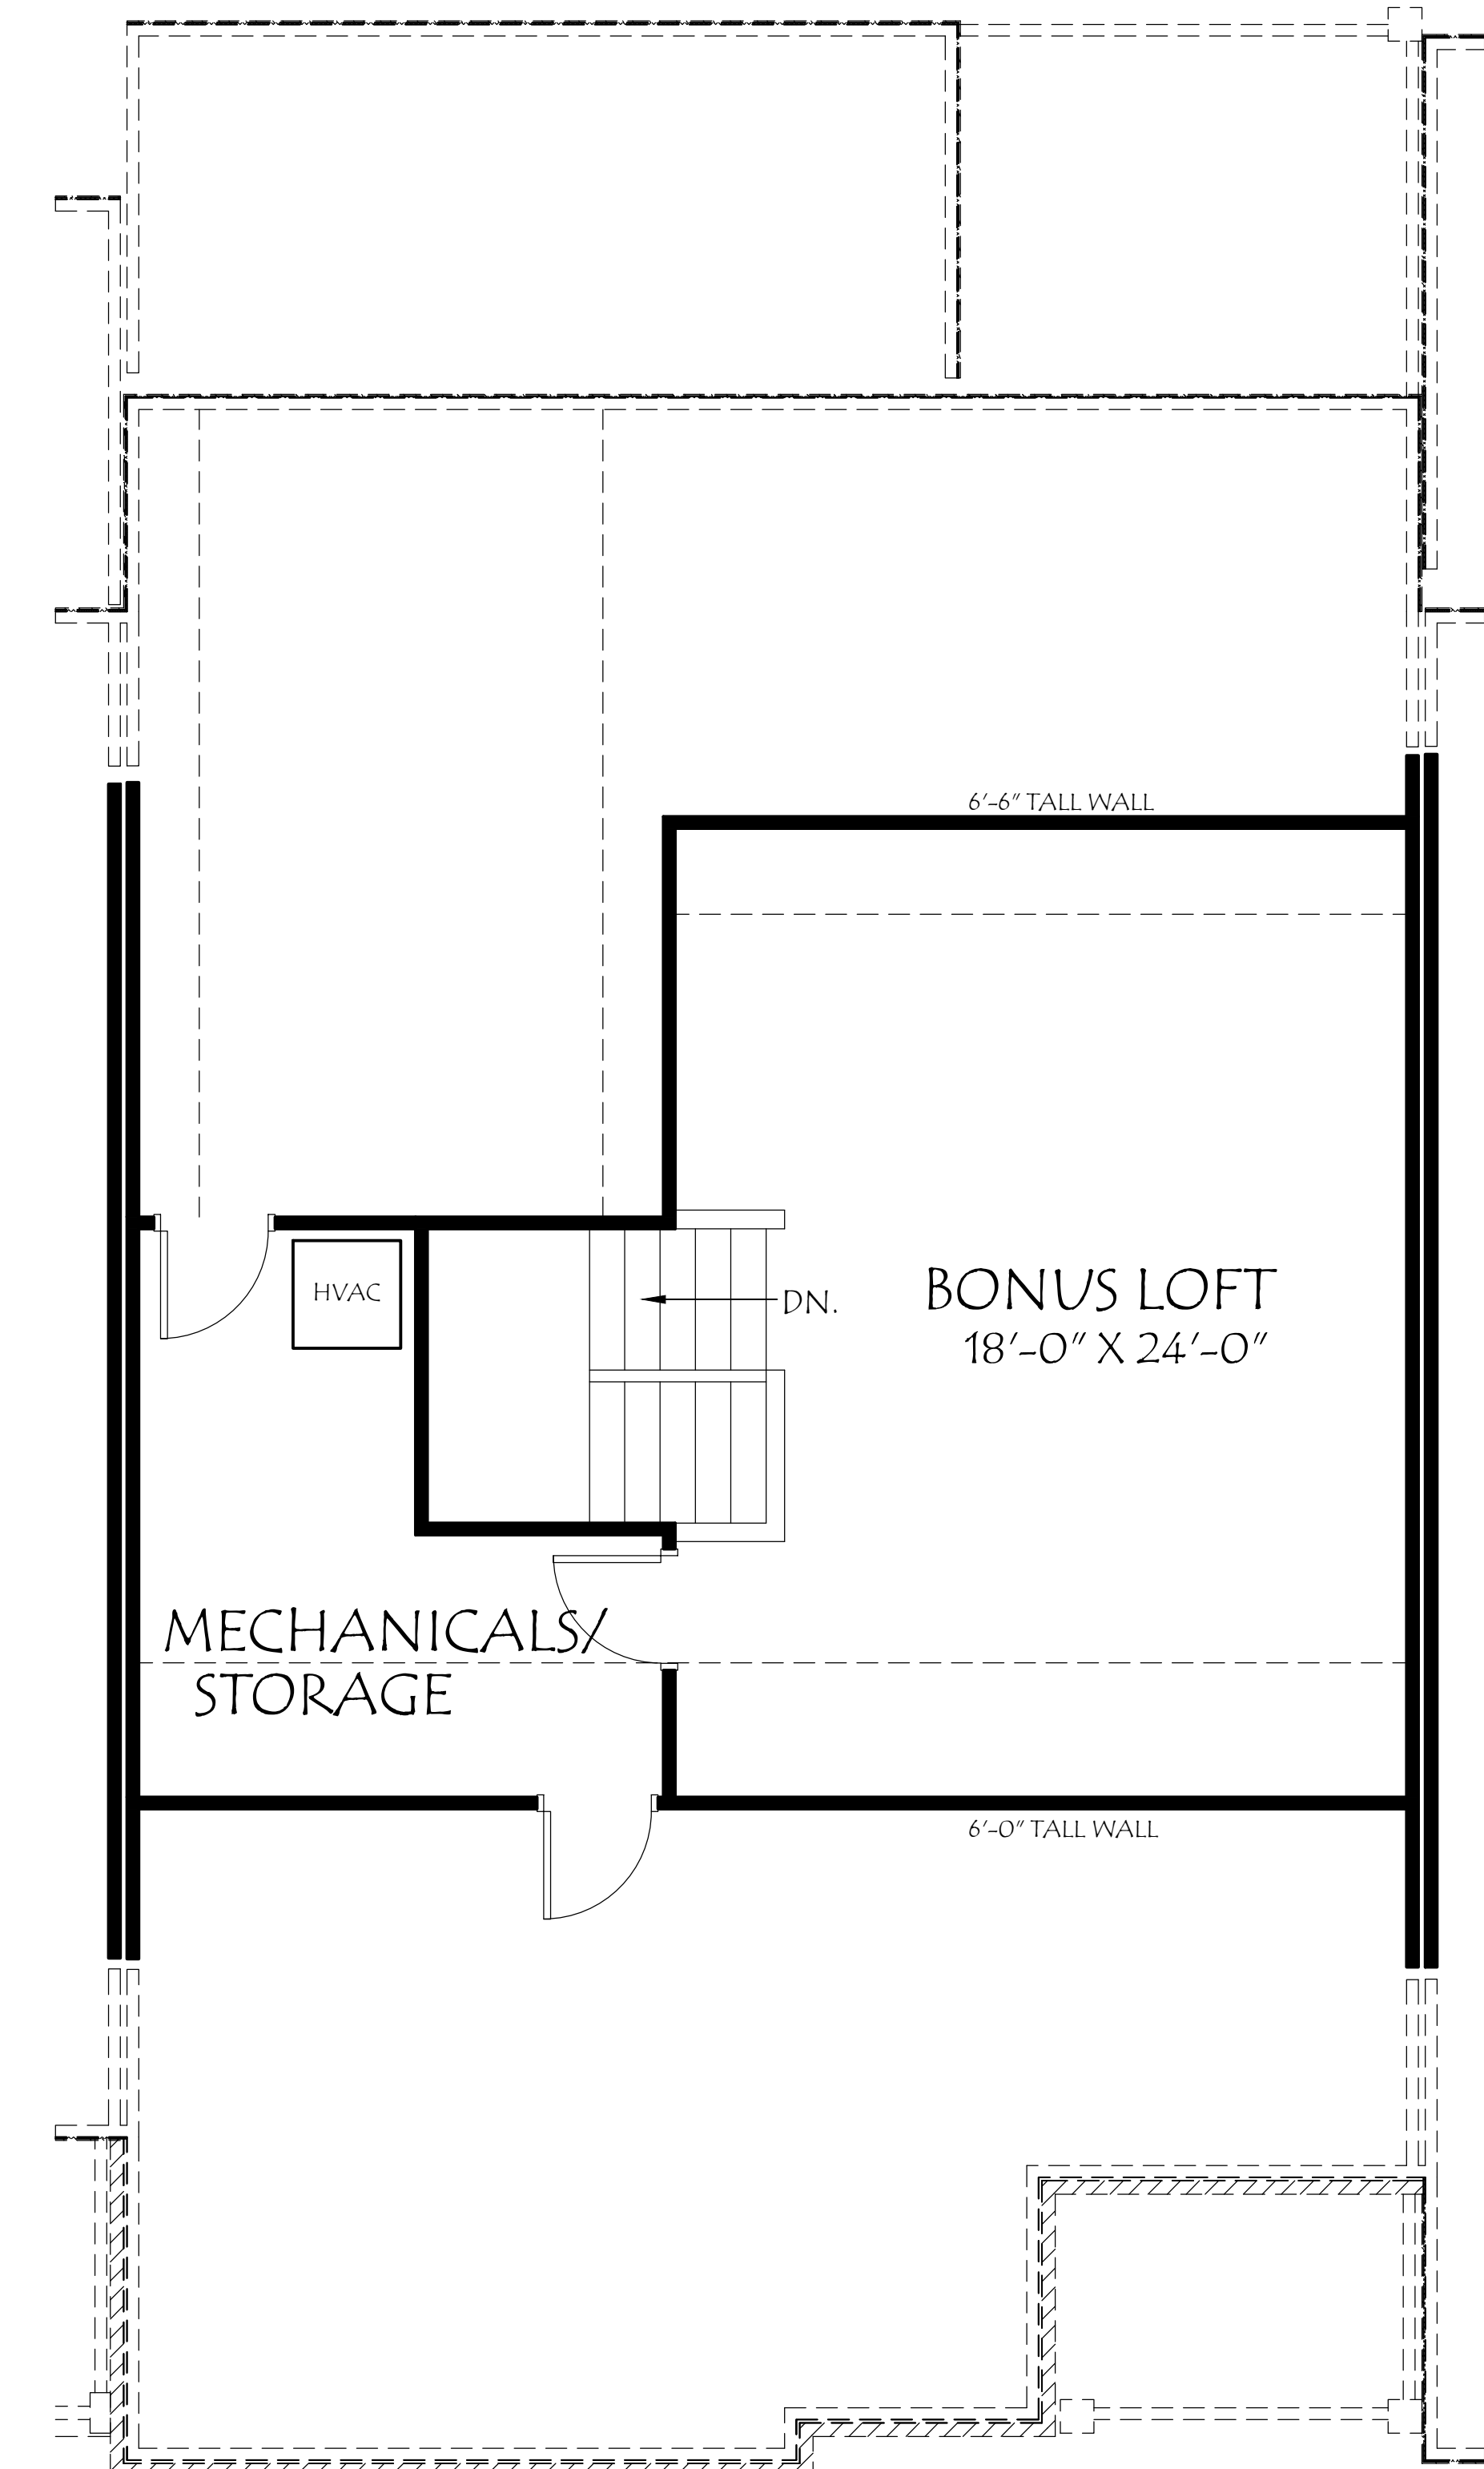 6'-6" TALL WALL
HVAC
DN.
BONUS LOFT
18'-0" X 24'-0"
MECHANICALS/
STORAGE
6'-0" TALL WALL